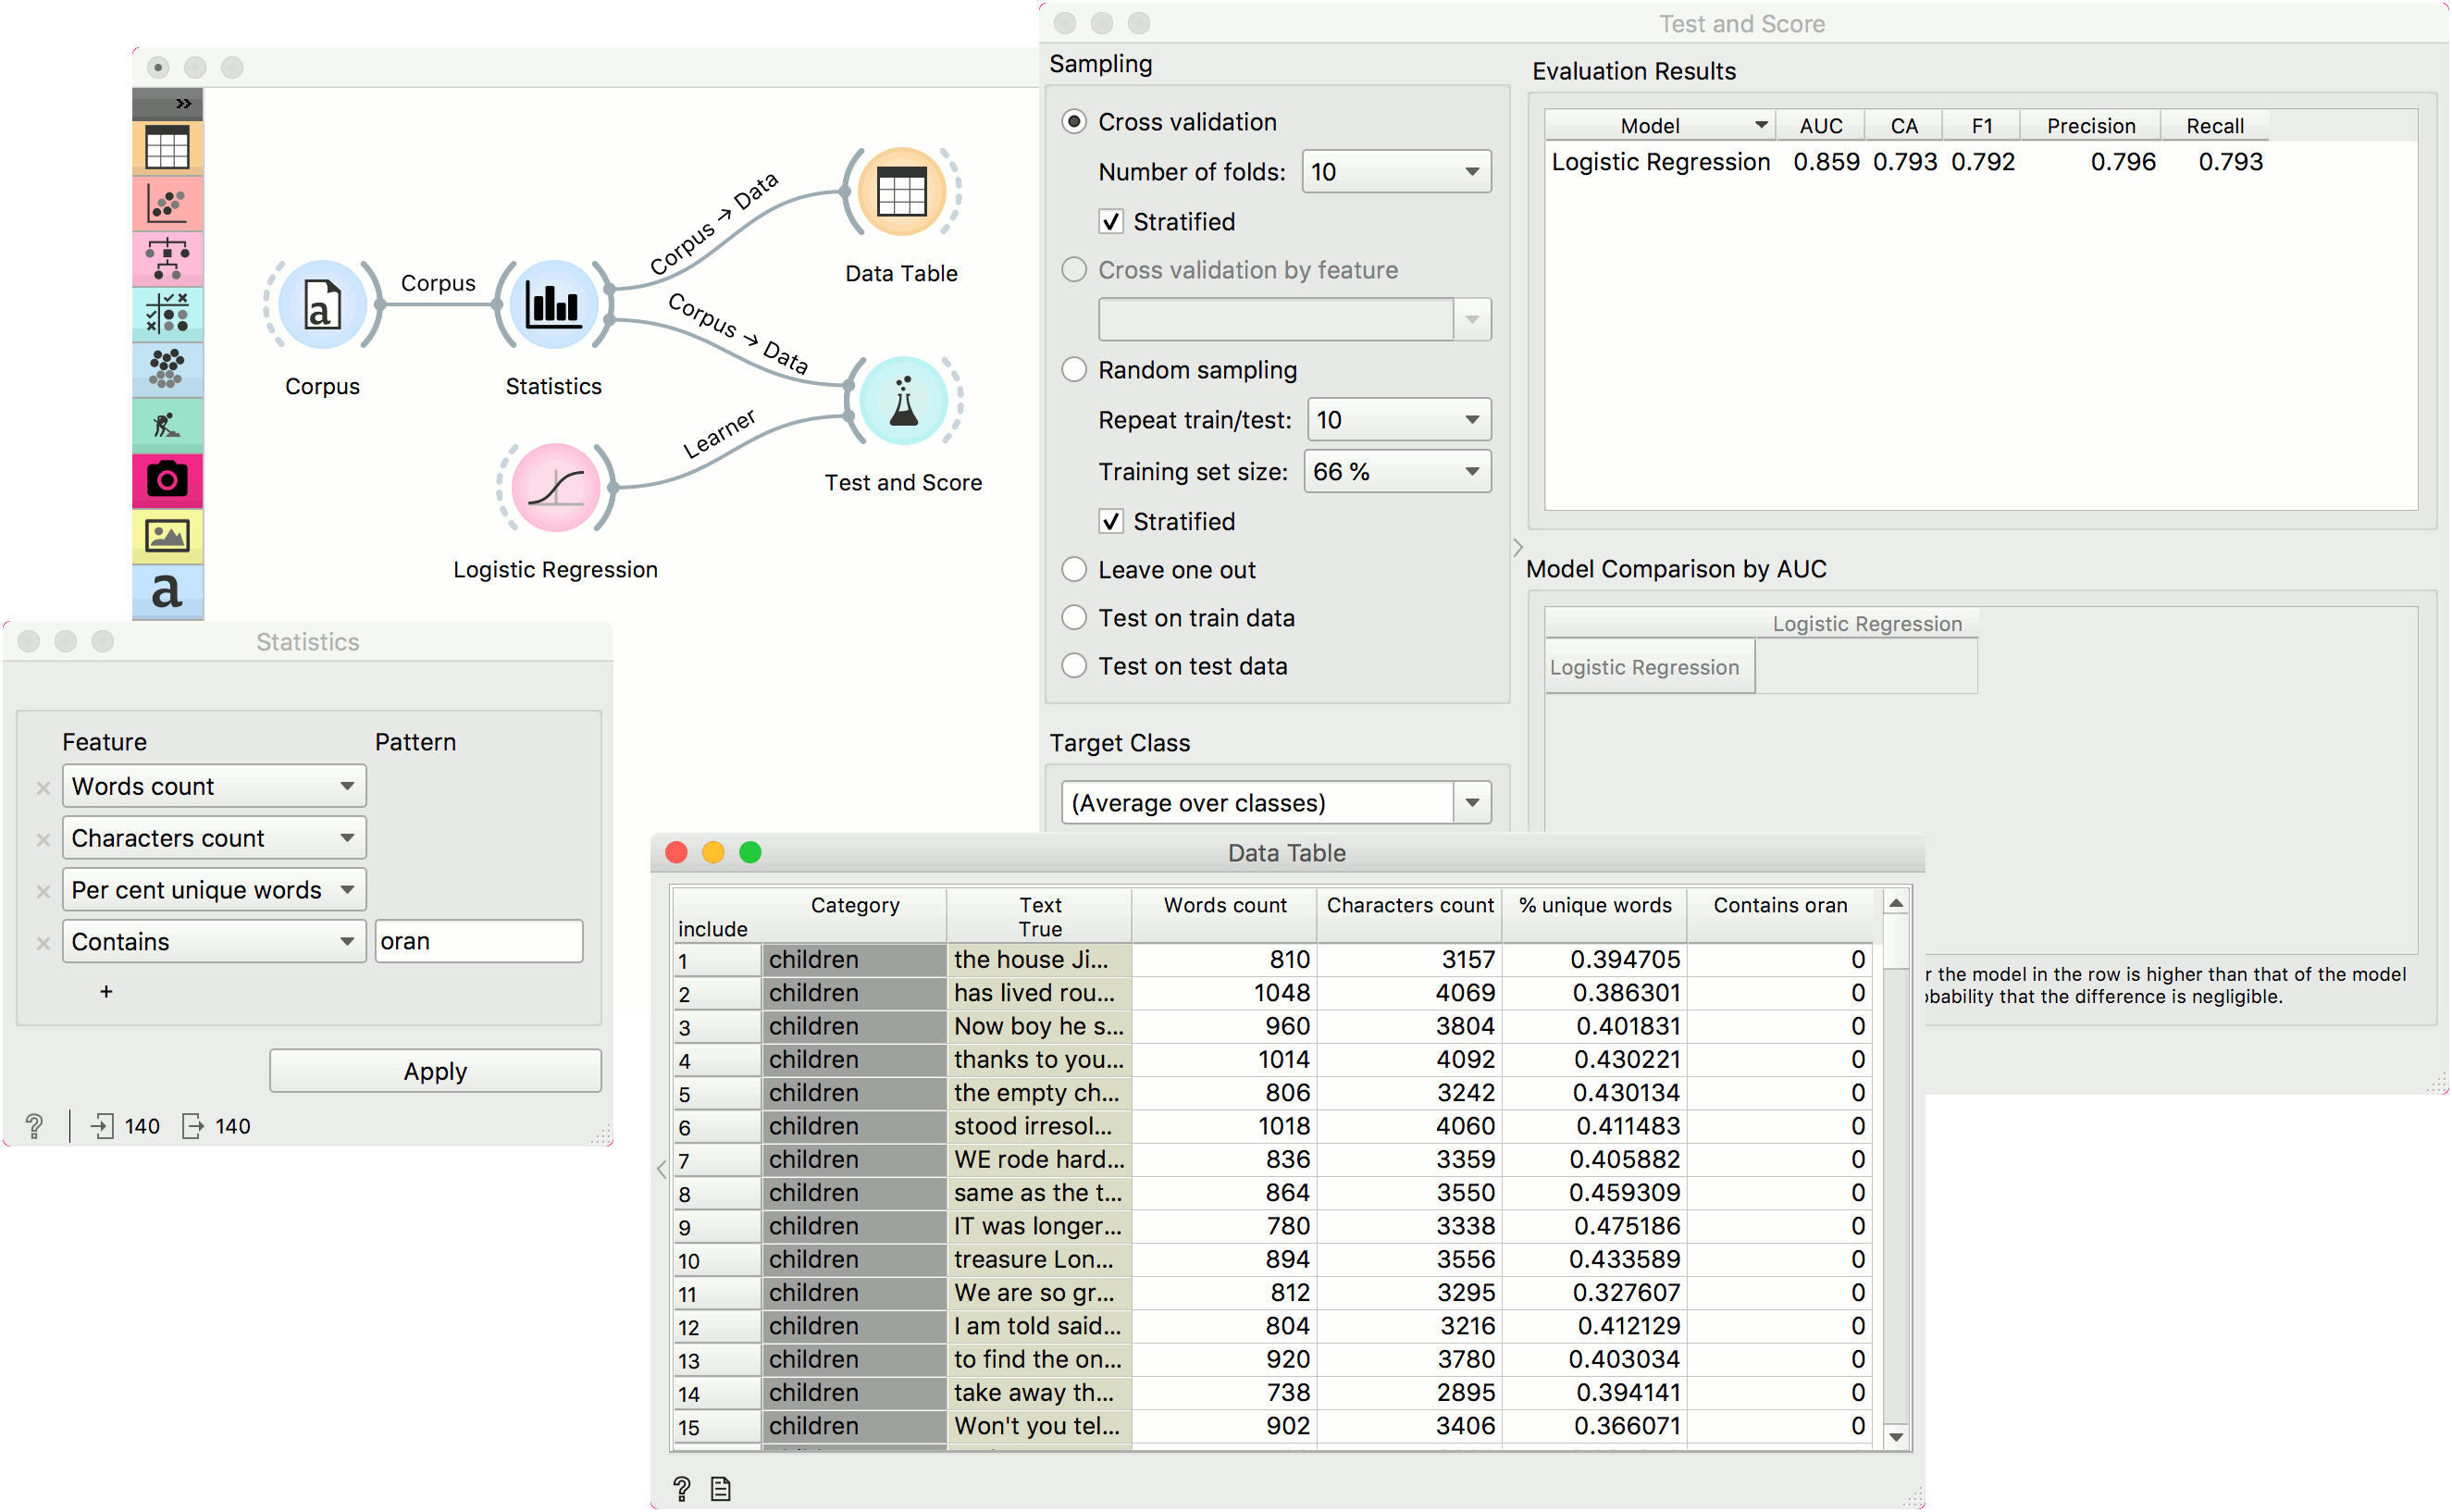 Corpus
Corpus
Statistics
Corpus → Data
Corpus → Data
Learner
Data Table
Test and Score
Logistic Regression
Test and Score
Sampling
Cross validation
Number of folds: 10
Stratified
Cross validation by feature
Random sampling
Repeat train/test: 10
Training set size: 66 %
Stratified
Leave one out
Test on train data
Test on test data
Target Class
(Average over classes)
Evaluation Results
Model AUC CA F1 Precision Recall
Logistic Regression 0.859 0.793 0.792 0.796 0.793
Model Comparison by AUC
Logistic Regression
Logistic Regression
r the model in the row is higher than that of the model
bability that the difference is negligible.
Statistics
Feature Pattern
Words count
Characters count
Per cent unique words
Contains oran
+
Apply
? 140 140
Data Table
include Category Text True Words count Characters count % unique words Contains oran
1 children the house Ji... 810 3157 0.394705 0
2 children has lived rou... 1048 4069 0.386301 0
3 children Now boy he s... 960 3804 0.401831 0
4 children thanks to you... 1014 4092 0.430221 0
5 children the empty ch... 806 3242 0.430134 0
6 children stood irresol... 1018 4060 0.411483 0
7 children WE rode hard... 836 3359 0.405882 0
8 children same as the t... 864 3550 0.459309 0
9 children IT was longer... 780 3338 0.475186 0
10 children treasure Lon... 894 3556 0.433589 0
11 children We are so gr... 812 3295 0.327607 0
12 children I am told said... 804 3216 0.412129 0
13 children to find the on... 920 3780 0.403034 0
14 children take away th... 738 2895 0.394141 0
15 children Won't you tel... 902 3406 0.366071 0
?